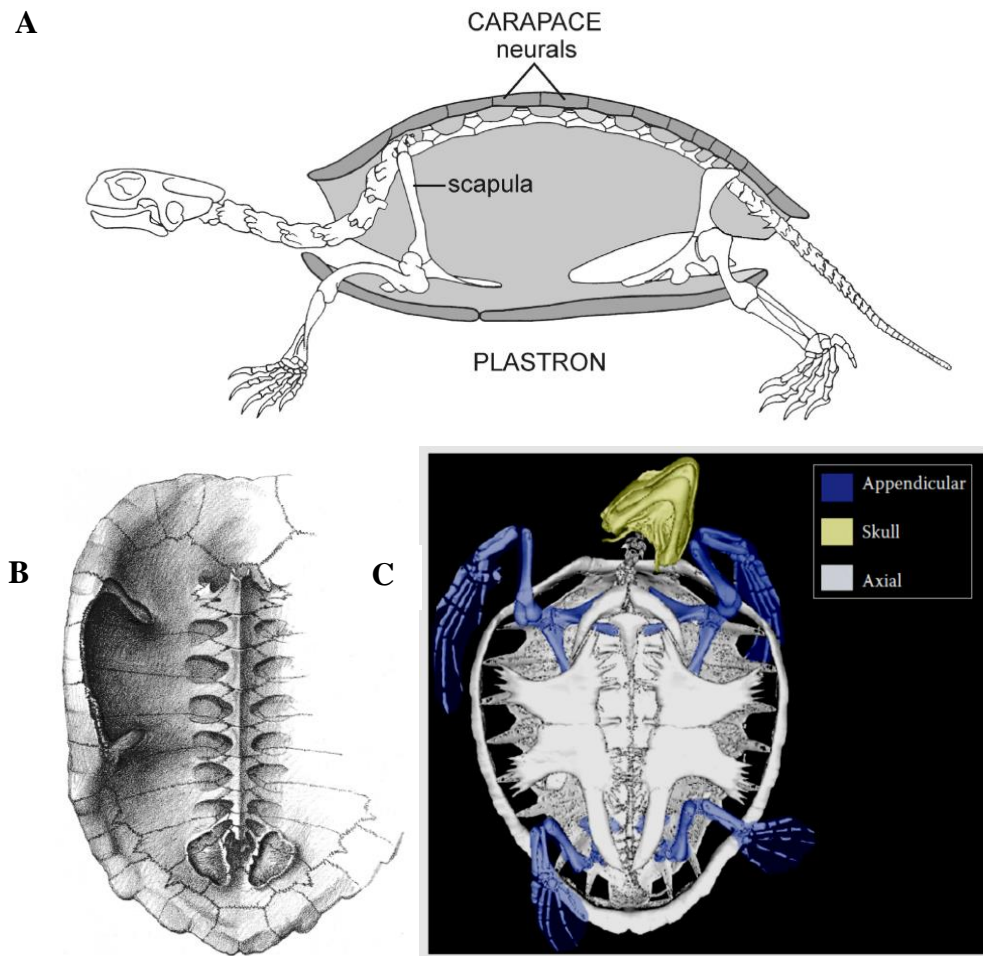 A
CARAPACE
neurals
scapula
PLASTRON
B
C
Appendicular
Skull
Axial